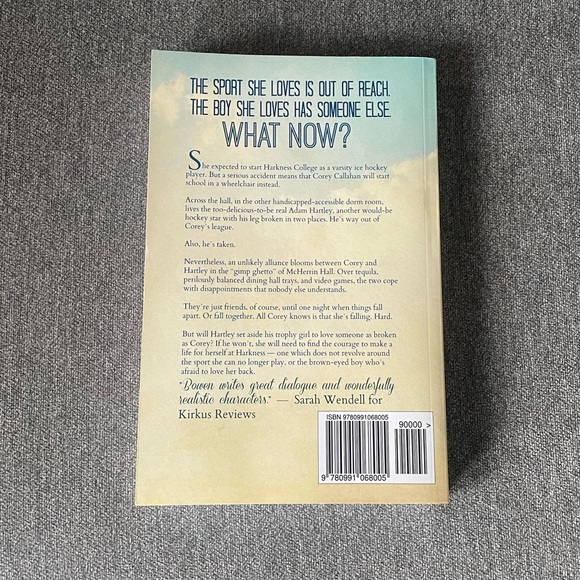 THE SPORT SHE LOVES IS OUT OF REACH.
THE BOY SHE LOVES HAS SOMEONE ELSE.
WHAT NOW?
She expected to start Harkness College as a varsity ice hockey
player. But a serious accident means that Corey Callahan will start
school in a wheelchair instead.
Across the hall, in the other handicapped-accessible dorm room,
lives the too-delicious-to-be real Adam Hartley, another would-be
hockey star with his leg broken in two places. He's way out of
Corey's league.
Also, he's taken.
Nevertheless, an unlikely alliance blooms between Corey and
Hartley in the "gimp ghetto" of McHerrin Hall. Over tequila,
perilously balanced dining hall trays, and video games, the two cope
with disappointments that nobody else understands.
They're just friends, of course, until one night when things fall
apart. Or fall together. All Corey knows is that she's falling. Hard.
But will Hartley set aside his trophy girl to love someone as broken
as Corey? If he won't, she will need to find the courage to make a
life for herself at Harkness — one which does not revolve around
the sport she can no longer play, or the brown-eyed boy who's
afraid to love her back.
"Bowen writes great dialogue and wonderfully
realistic characters." — Sarah Wendell for
Kirkus Reviews
ISBN 9780991068005
90000 >
9 780991 068005